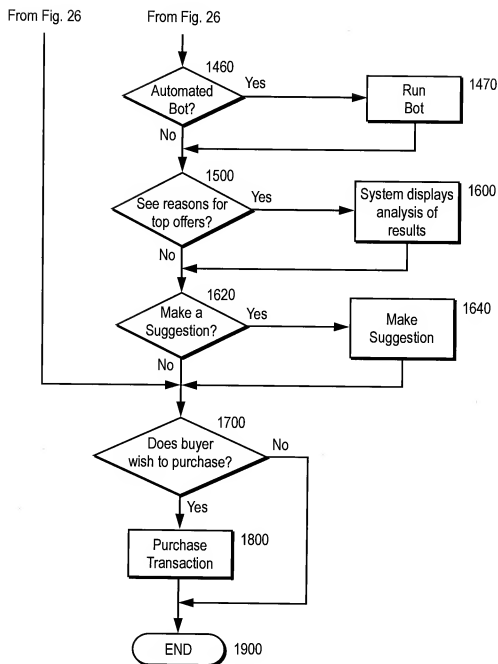 From Fig. 26
From Fig. 26
1460
Automated
Bot?
Yes
Run
Bot
1470
No
1500
See reasons for
top offers?
Yes
System displays
analysis of
results
1600
No
1620
Make a
Suggestion?
Yes
Make
Suggestion
1640
No
1700
Does buyer
wish to purchase?
No
Yes
Purchase
Transaction
1800
END
1900